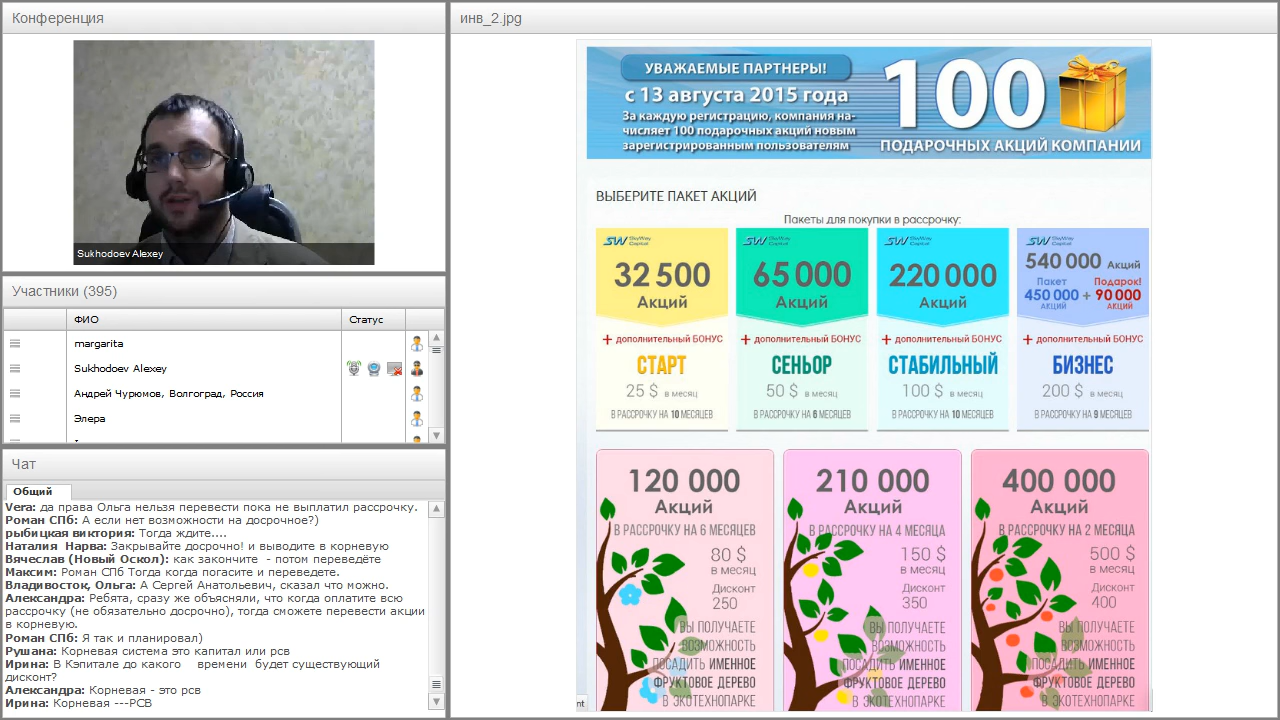 Конференция
Sukhodoev Alexey
Участники (395)
ФИО
Статус
margarita
Sukhodoev Alexey
Андрей Чурюмов, Волгоград, Россия
Элера
Чат
Общий
Vera: да права Ольга нельзя перевести пока не выплатил рассрочку.
Роман СПб: А если нет возможности на досрочное?)
рыбицкая виктория: Тогда ждите....
Наталия Нарва: Закрывайте досрочно! и выводите в корневую
Вячеслав (Новый Оскол): как закончите - потом переведёте
Максим: Роман СПб Тогда когда погасите и переведете.
Владивосток, Ольга: А Сергей Анатольевич, сказал что можно.
Александра: Ребята, сразу же объясняли, что когда оплатите всю
рассрочку (не обязательно досрочно), тогда сможете перевести акции
в корневую.
Роман СПб: Я так и планировал)
Рушана: Корневая система это капитал или рсв
Ирина: В Кэпитале до какого времени будет существующий
дисконт?
Александра: Корневая - это рсв
Ирина: Корневая ---РСВ
инв_2.jpg
УВАЖАЕМЫЕ ПАРТНЕРЫ!
с 13 августа 2015 года
За каждую регистрацию, компания на-
числяет 100 подарочных акций новым
зарегистрированным пользователям
100
ПОДАРОЧНЫХ АКЦИЙ КОМПАНИИ
ВЫБЕРИТЕ ПАКЕТ АКЦИЙ
Пакеты для покупки в рассрочку:
SW SkyWay Capital
32 500
Акций
+ дополнительный БОНУС
СТАРТ
25 $ в месяц
В РАССРОЧКУ НА 10 МЕСЯЦЕВ
SW SkyWay Capital
65 000
Акций
+ дополнительный БОНУС
СЕНЬОР
50 $ в месяц
В РАССРОЧКУ НА 6 МЕСЯЦЕВ
SW SkyWay Capital
220 000
Акций
+ дополнительный БОНУС
СТАБИЛЬНЫЙ
100 $ в месяц
В РАССРОЧКУ НА 10 МЕСЯЦЕВ
SW SkyWay Capital
540 000 Акций
Пакет Подарок!
450 000 + 90 000
АКЦИЙ АКЦИЙ
+ дополнительный БОНУС
БИЗНЕС
200 $ в месяц
В РАССРОЧКУ НА 9 МЕСЯЦЕВ
120 000
Акций
В РАССРОЧКУ НА 6 МЕСЯЦЕВ
80 $
в месяц
Дисконт
250
ВЫ ПОЛУЧАЕТЕ
ВОЗМОЖНОСТЬ
ПОСАДИТЬ ИМЕННОЕ
ФРУКТОВОЕ ДЕРЕВО
В ЭКОТЕХНОПАРКЕ
210 000
Акций
В РАССРОЧКУ НА 4 МЕСЯЦА
150 $
в месяц
Дисконт
350
ВЫ ПОЛУЧАЕТЕ
ВОЗМОЖНОСТЬ
ПОСАДИТЬ ИМЕННОЕ
ФРУКТОВОЕ ДЕРЕВО
В ЭКОТЕХНОПАРКЕ
400 000
Акций
В РАССРОЧКУ НА 2 МЕСЯЦА
500 $
в месяц
Дисконт
400
ВЫ ПОЛУЧАЕТЕ
ВОЗМОЖНОСТЬ
ПОСАДИТЬ ИМЕННОЕ
ФРУКТОВОЕ ДЕРЕВО
В ЭКОТЕХНОПАРКЕ